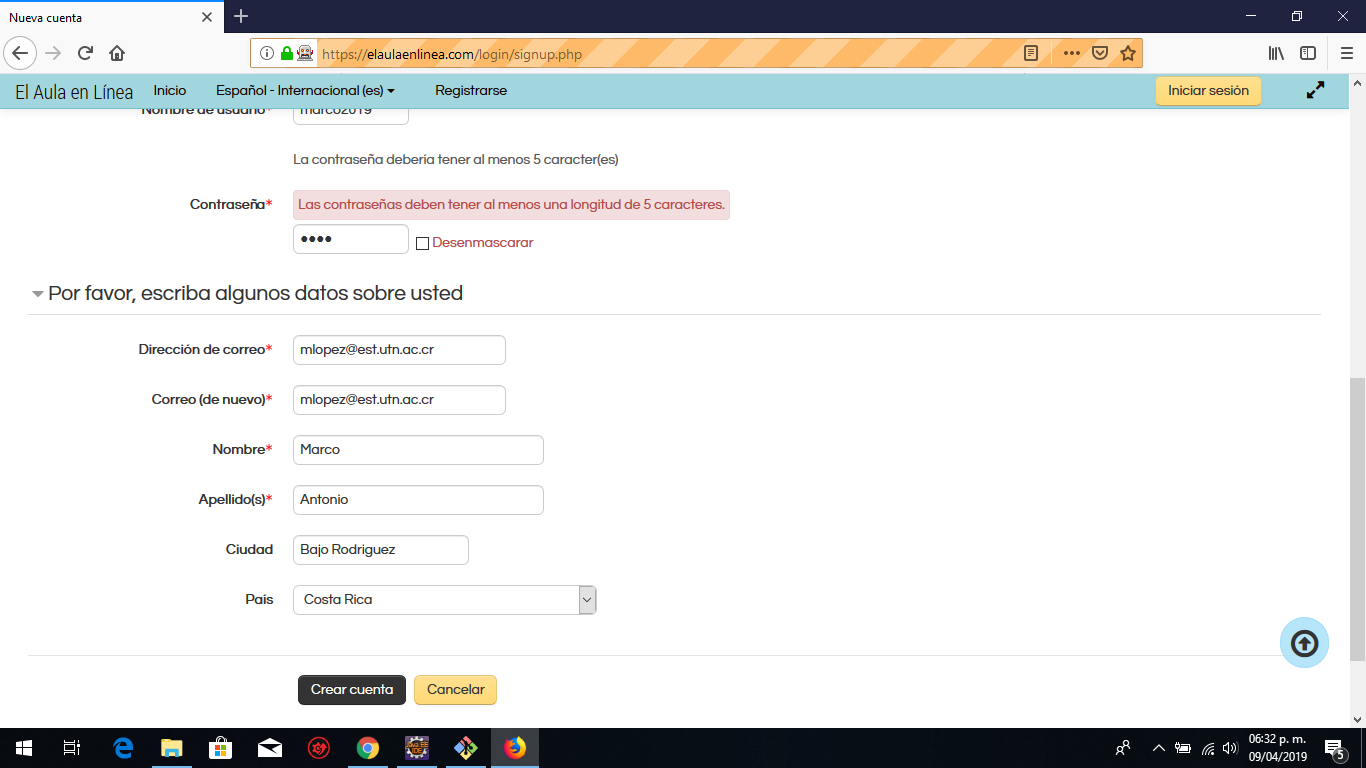 Nueva cuenta
https://elaulaenlinea.com/login/signup.php
El Aula en Línea Inicio Español - Internacional (es) Registrarse Iniciar sesión
Nombre de usuario* marco2019
La contraseña debería tener al menos 5 caracter(es)
Contraseña* Las contraseñas deben tener al menos una longitud de 5 caracteres.
•••• Desenmascarar
Por favor, escriba algunos datos sobre usted
Dirección de correo* mlopez@est.utn.ac.cr
Correo (de nuevo)* mlopez@est.utn.ac.cr
Nombre* Marco
Apellido(s)* Antonio
Ciudad Bajo Rodriguez
País Costa Rica
Crear cuenta Cancelar
06:32 p. m.
09/04/2019
5